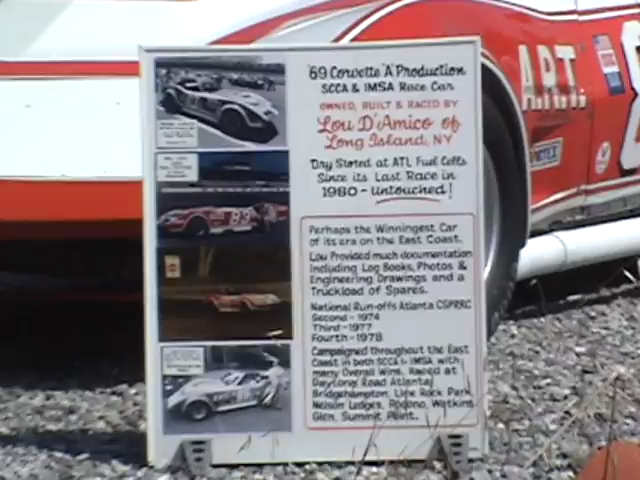 '69 Corvette "A" Production
SCCA & IMSA Race Car
OWNED, BUILT & RACED BY
Lou D'Amico of
Long Island, NY
Dry Stored at ATL Fuel Cells
Since its Last Race in
1980 - untouched!
Perhaps the Winningest Car
of its era on the East Coast.
Lou Provided much documentation
Including Log Books, Photos &
Engineering Drawings and a
Truckload of Spares.
National Run-offs Atlanta CSPRRC
Second - 1974
Third - 1977
Fourth - 1978
Campaigned throughout the East
Coast in both SCCA & IMSA with
many Overall Wins. Raced at
Daytona, Road Atlanta,
Bridgehampton, Lime Rock Park,
Nelson Ledges, Pocono, Watkins
Glen, Summit Point.
A.P.T.
89